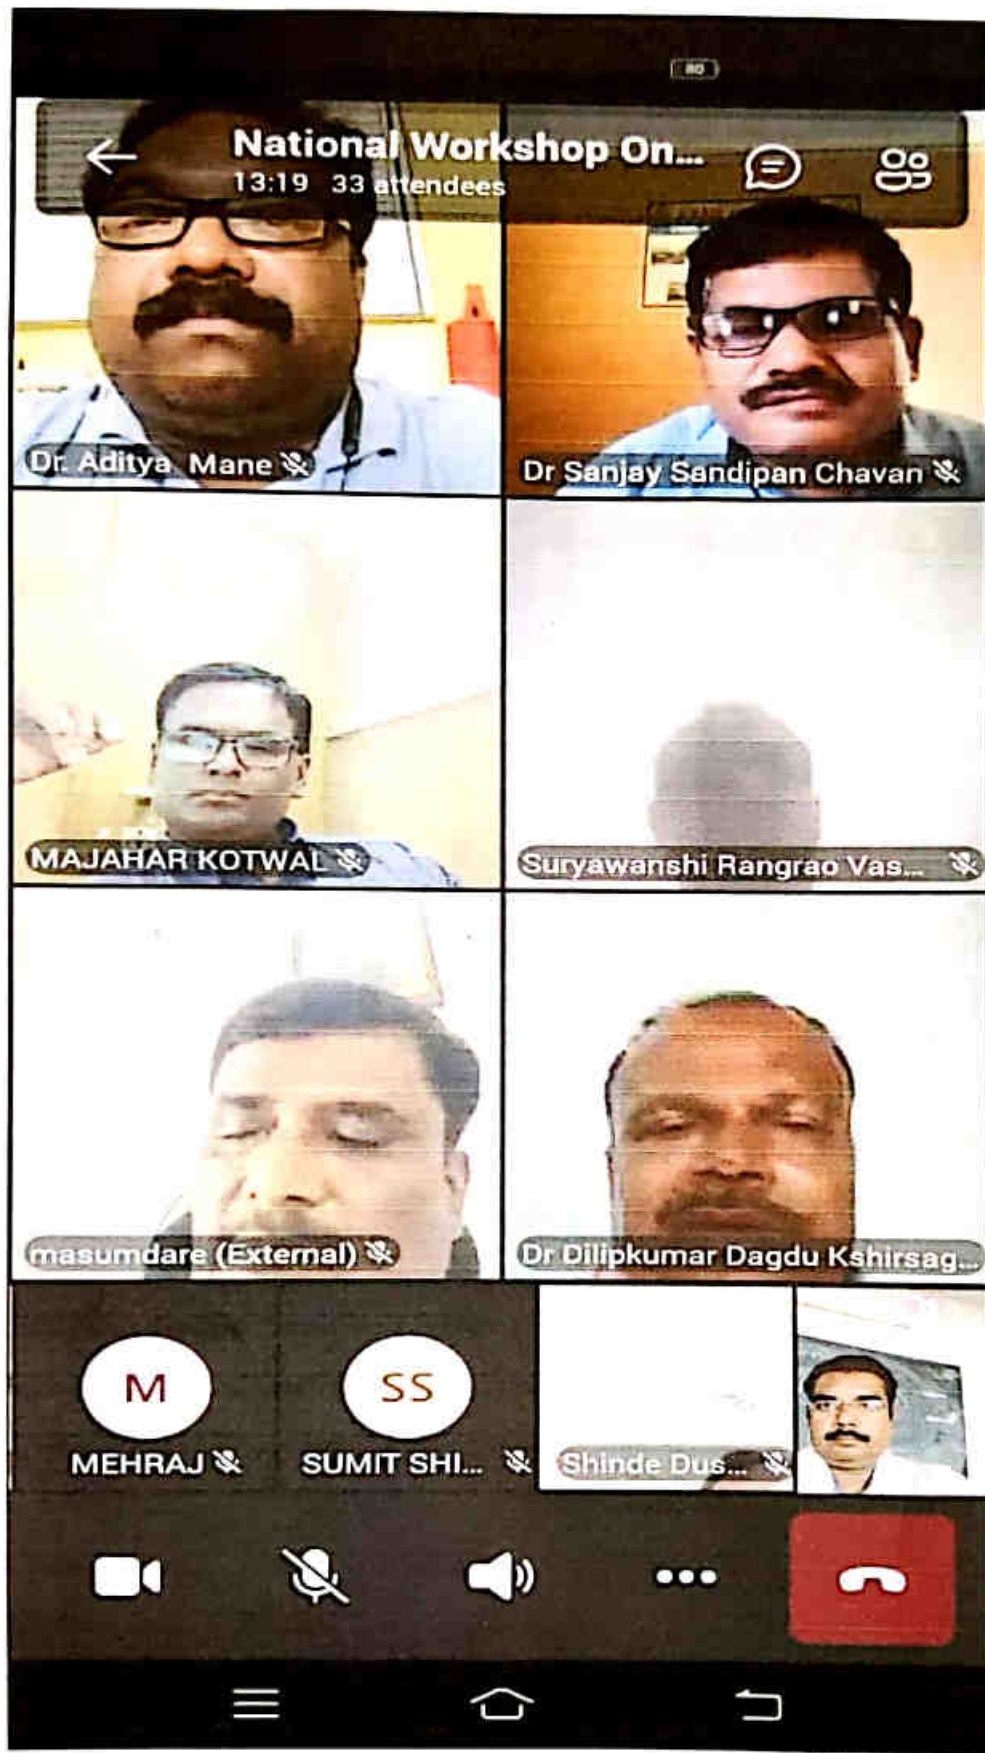 80
National Workshop On...
13:19 33 attendees
Dr. Aditya Mane
Dr Sanjay Sandipan Chavan
MAJAHAR KOTWAL
Suryawanshi Rangrao Vas...
masumdare (External)
Dr Dilipkumar Dagdu Kshirsag...
M
SS
MEHRAJ
SUMIT SHI...
Shinde Dus...